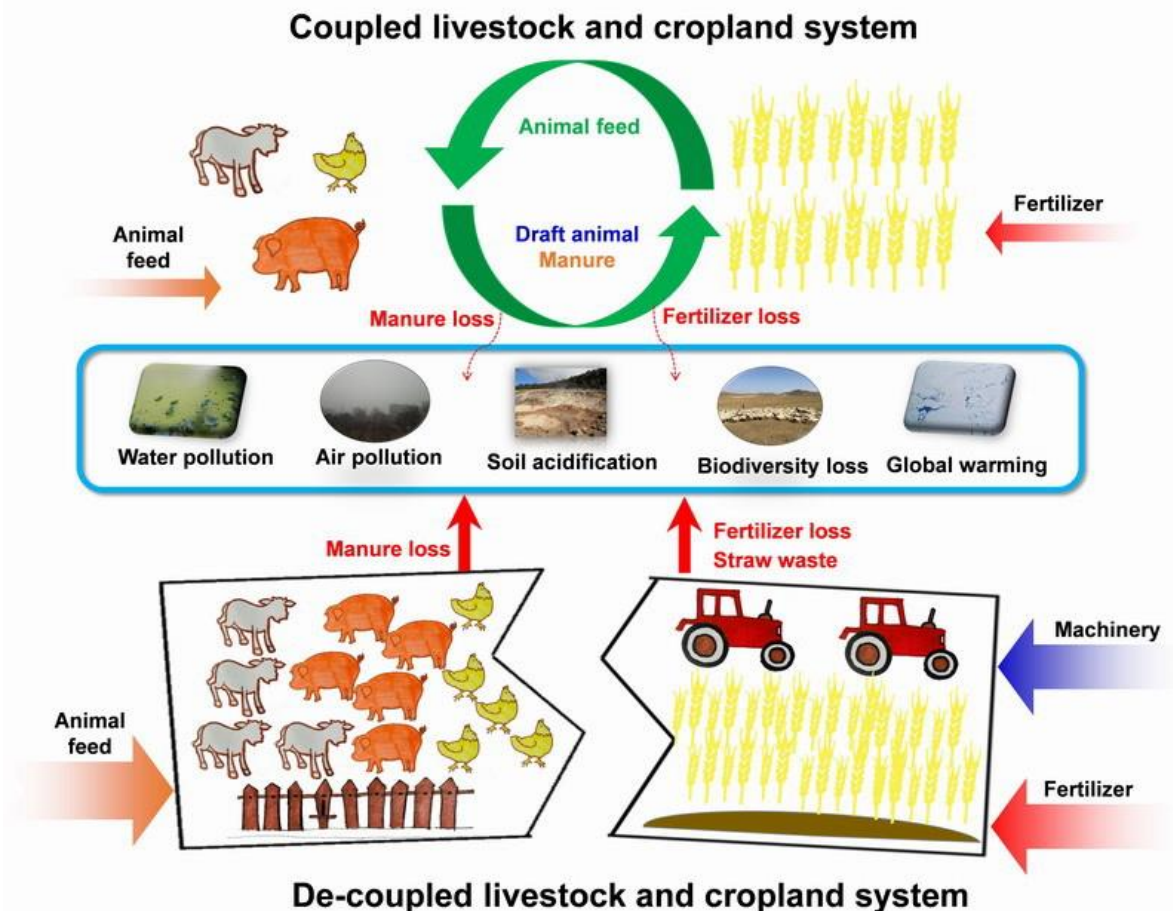 Coupled livestock and cropland system
Animal feed
Animal
feed
Draft animal
Manure
Fertilizer
Manure loss
Fertilizer loss
Water pollution
Air pollution
Soil acidification
Biodiversity loss
Global warming
Manure loss
Fertilizer loss
Straw waste
Machinery
Animal
feed
Fertilizer
De-coupled livestock and cropland system